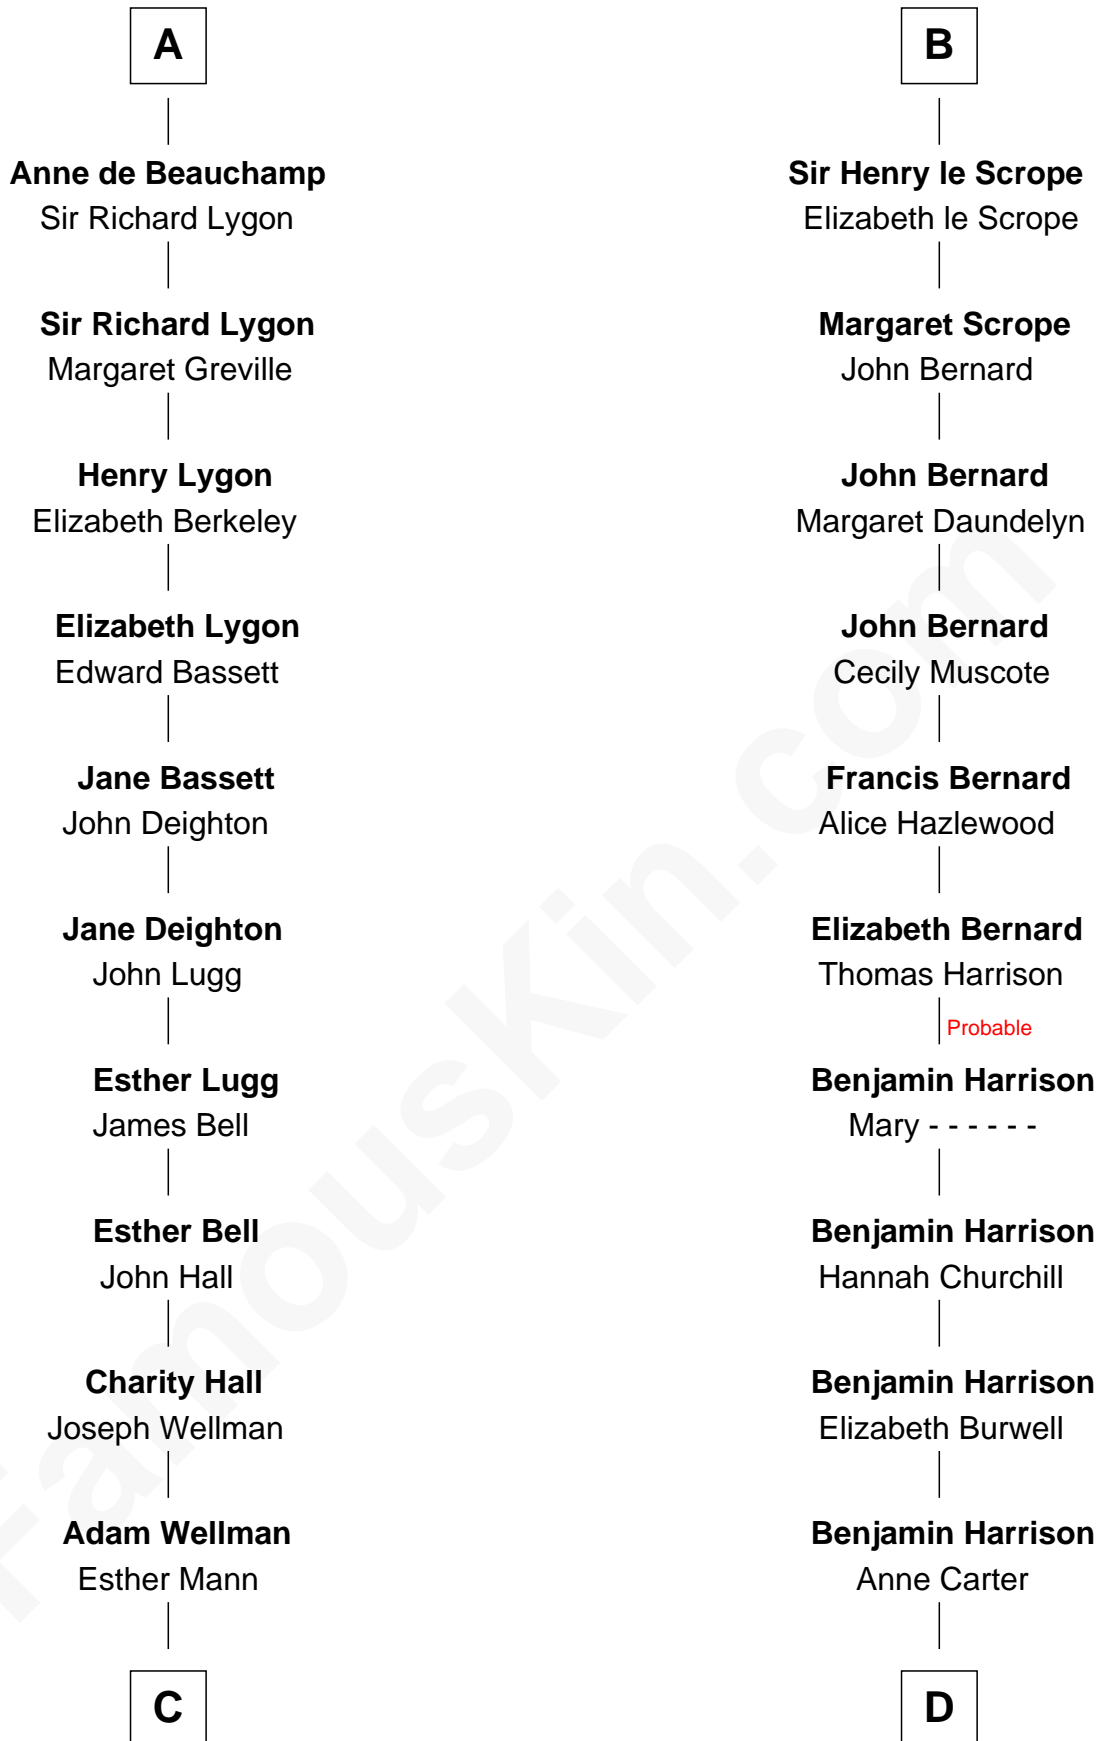 A
Anne de Beauchamp
Sir Richard Lygon
Sir Richard Lygon
Margaret Greville
Henry Lygon
Elizabeth Berkeley
Elizabeth Lygon
Edward Bassett
Jane Bassett
John Deighton
Jane Deighton
John Lugg
Esther Lugg
James Bell
Esther Bell
John Hall
Charity Hall
Joseph Wellman
Adam Wellman
Esther Mann
C
B
Sir Henry le Scrope
Elizabeth le Scrope
Margaret Scrope
John Bernard
John Bernard
Margaret Daundelyn
John Bernard
Cecily Muscote
Francis Bernard
Alice Hazlewood
Elizabeth Bernard
Thomas Harrison
Probable
Benjamin Harrison
Mary - - - - - -
Benjamin Harrison
Hannah Churchill
Benjamin Harrison
Elizabeth Burwell
Benjamin Harrison
Anne Carter
D
FamousKin.com